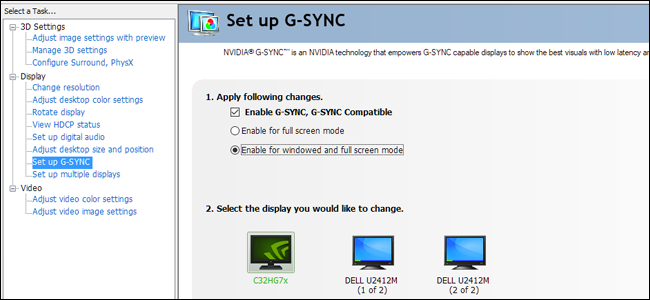 Select a Task...
3D Settings
Adjust image settings with preview
Manage 3D settings
Configure Surround, PhysX
Display
Change resolution
Adjust desktop color settings
Rotate display
View HDCP status
Set up digital audio
Adjust desktop size and position
Set up G-SYNC
Set up multiple displays
Video
Adjust video color settings
Adjust video image settings
Set up G-SYNC
NVIDIA® G-SYNC™ is an NVIDIA technology that empowers G-SYNC capable displays to show the best visuals with low latency
1. Apply following changes.
Enable G-SYNC, G-SYNC Compatible
Enable for full screen mode
Enable for windowed and full screen mode
2. Select the display you would like to change.
C32HG7x
DELL U2412M
(1 of 2)
DELL U2412M
(2 of 2)